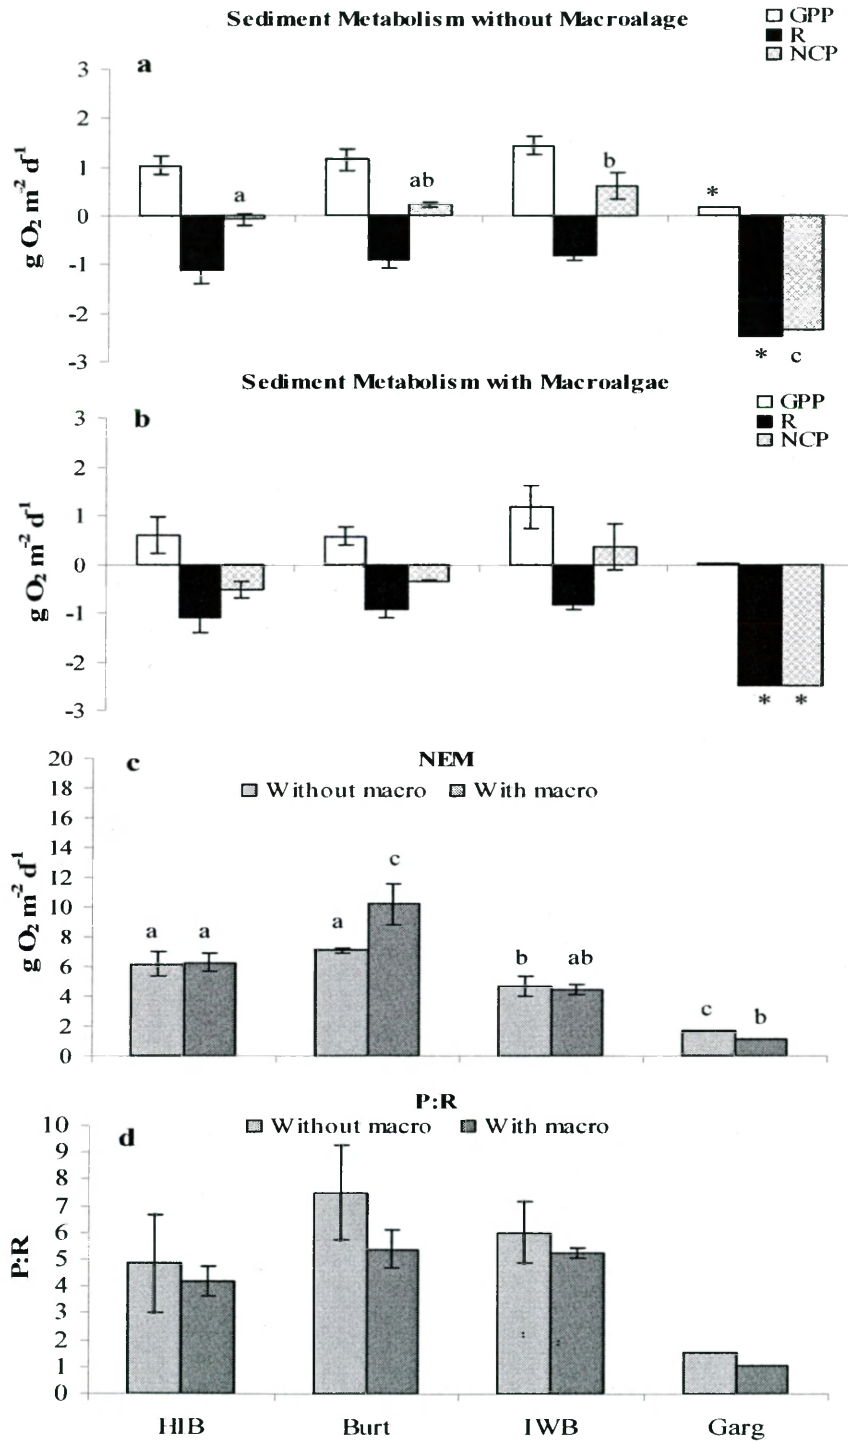 Sediment Metabolism without Macroalage
GPP
R
NCP
a
3
2
1
0
-1
-2
-3
g O₂ m⁻² d⁻¹
a
ab
b
*
* c
Sediment Metabolism with Macroalgae
GPP
R
NCP
b
3
2
1
0
-1
-2
-3
g O₂ m⁻² d⁻¹
* *
NEM
c
Without macro With macro
20
18
16
14
12
10
8
6
4
2
0
g O₂ m⁻² d⁻¹
a a
a c
b ab
c b
P:R
d
Without macro With macro
10
9
8
7
6
5
4
3
2
1
0
P:R
HIB Burt IWB Garg